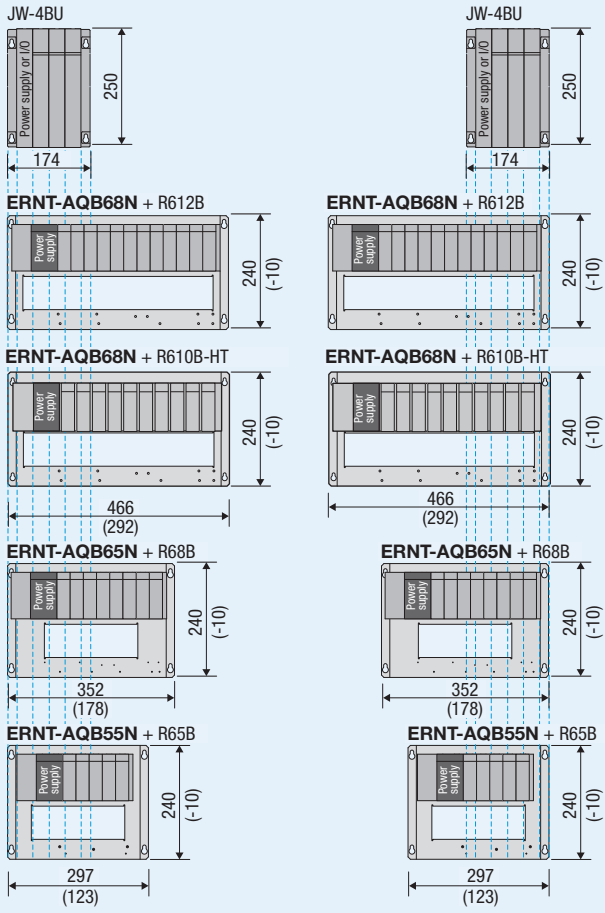 JW-4BU
JW-4BU
Power supply or I/O
250
Power supply or I/O
250
174
174
ERNT-AQB68N + R612B
ERNT-AQB68N + R612B
Power
supply
240
(-10)
Power
supply
240
(-10)
ERNT-AQB68N + R610B-HT
ERNT-AQB68N + R610B-HT
Power
supply
240
(-10)
Power
supply
240
(-10)
466
(292)
466
(292)
ERNT-AQB65N + R68B
ERNT-AQB65N + R68B
Power
supply
240
(-10)
Power
supply
240
(-10)
352
(178)
352
(178)
ERNT-AQB55N + R65B
ERNT-AQB55N + R65B
Power
supply
240
(-10)
Power
supply
240
(-10)
297
(123)
297
(123)